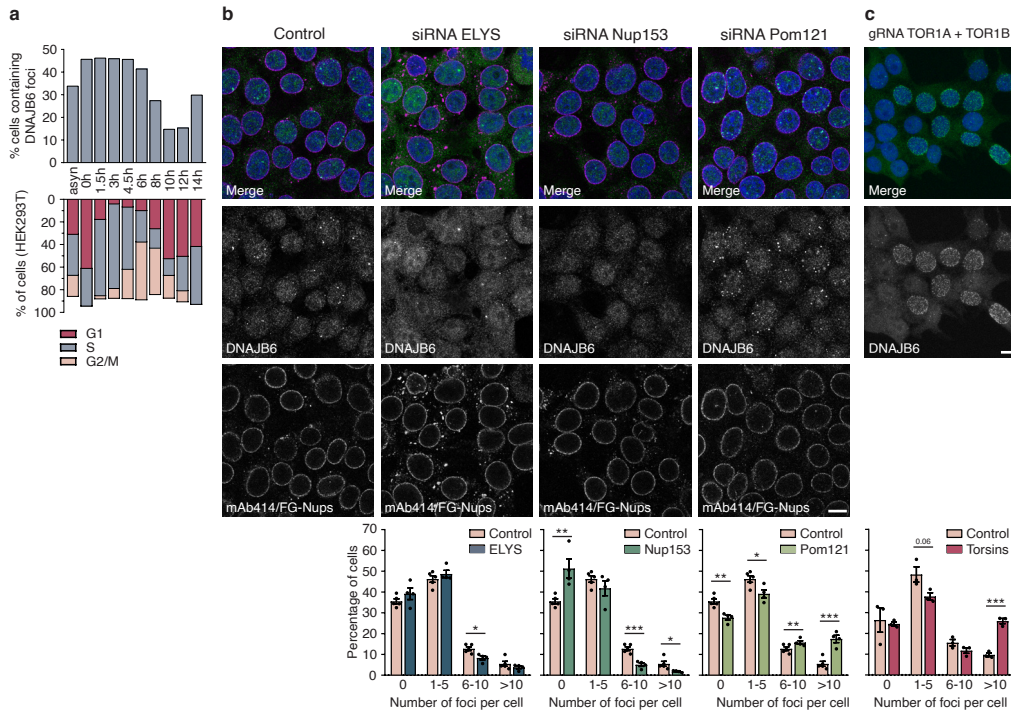 a
% cells containing
DNAJB6 foci
50
40
30
20
10
0
asyn
0h
1.5h
3h
4.5h
6h
8h
10h
12h
14h
% of cells (HEK293T)
0
20
40
60
80
100
G1
S
G2/M
b
Control
siRNA ELYS
siRNA Nup153
siRNA Pom121
Merge
Merge
Merge
Merge
DNAJB6
DNAJB6
DNAJB6
DNAJB6
mAb414/FG-Nups
mAb414/FG-Nups
mAb414/FG-Nups
mAb414/FG-Nups
c
gRNA TOR1A + TOR1B
Merge
DNAJB6
Percentage of cells
70
60
50
40
30
20
10
0
Control
ELYS
*
0 1-5 6-10 >10
Number of foci per cell
Control
Nup153
**
***
*
0 1-5 6-10 >10
Number of foci per cell
Control
Pom121
**
*
**
***
0 1-5 6-10 >10
Number of foci per cell
Control
Torsins
0.06
***
0 1-5 6-10 >10
Number of foci per cell